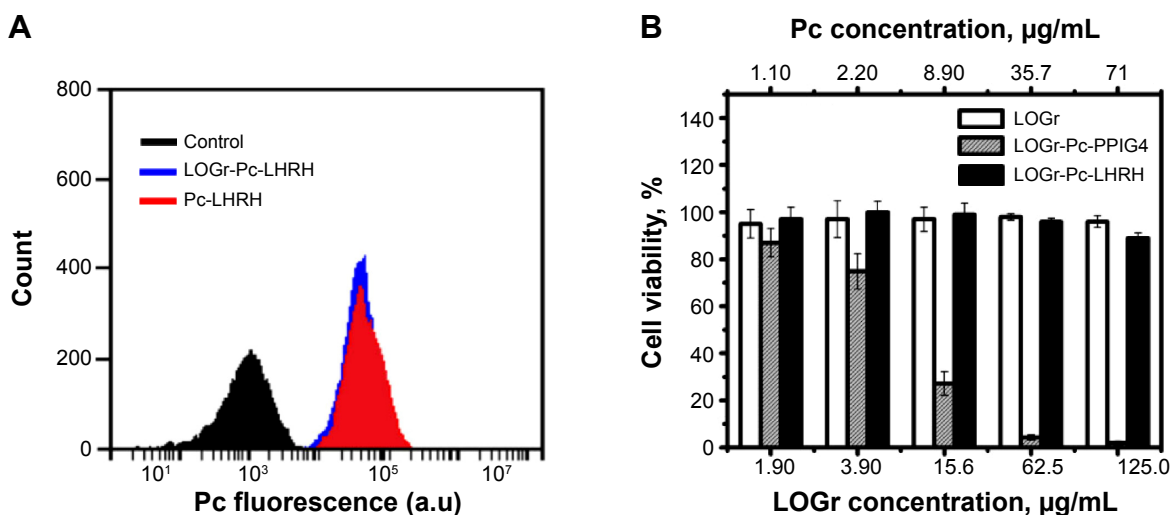 A
800
600
400
200
0
Count
Control
LOGr-Pc-LHRH
Pc-LHRH
10¹ 10³ 10⁵ 10⁷
Pc fluorescence (a.u)
B
Pc concentration, µg/mL
1.10 2.20 8.90 35.7 71
140
120
100
80
60
40
20
0
Cell viability, %
LOGr
LOGr-Pc-PPIG4
LOGr-Pc-LHRH
1.90 3.90 15.6 62.5 125.0
LOGr concentration, µg/mL